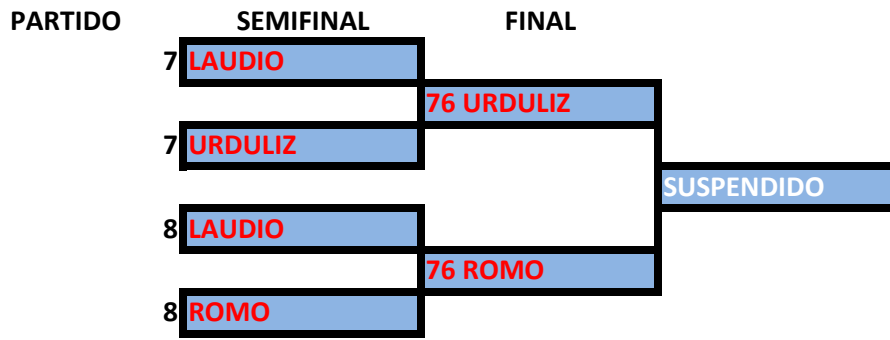 PARTIDO SEMIFINAL FINAL
7 LAUDIO
76 URDULIZ
7 URDULIZ
SUSPENDIDO
8 LAUDIO
76 ROMO
8 ROMO